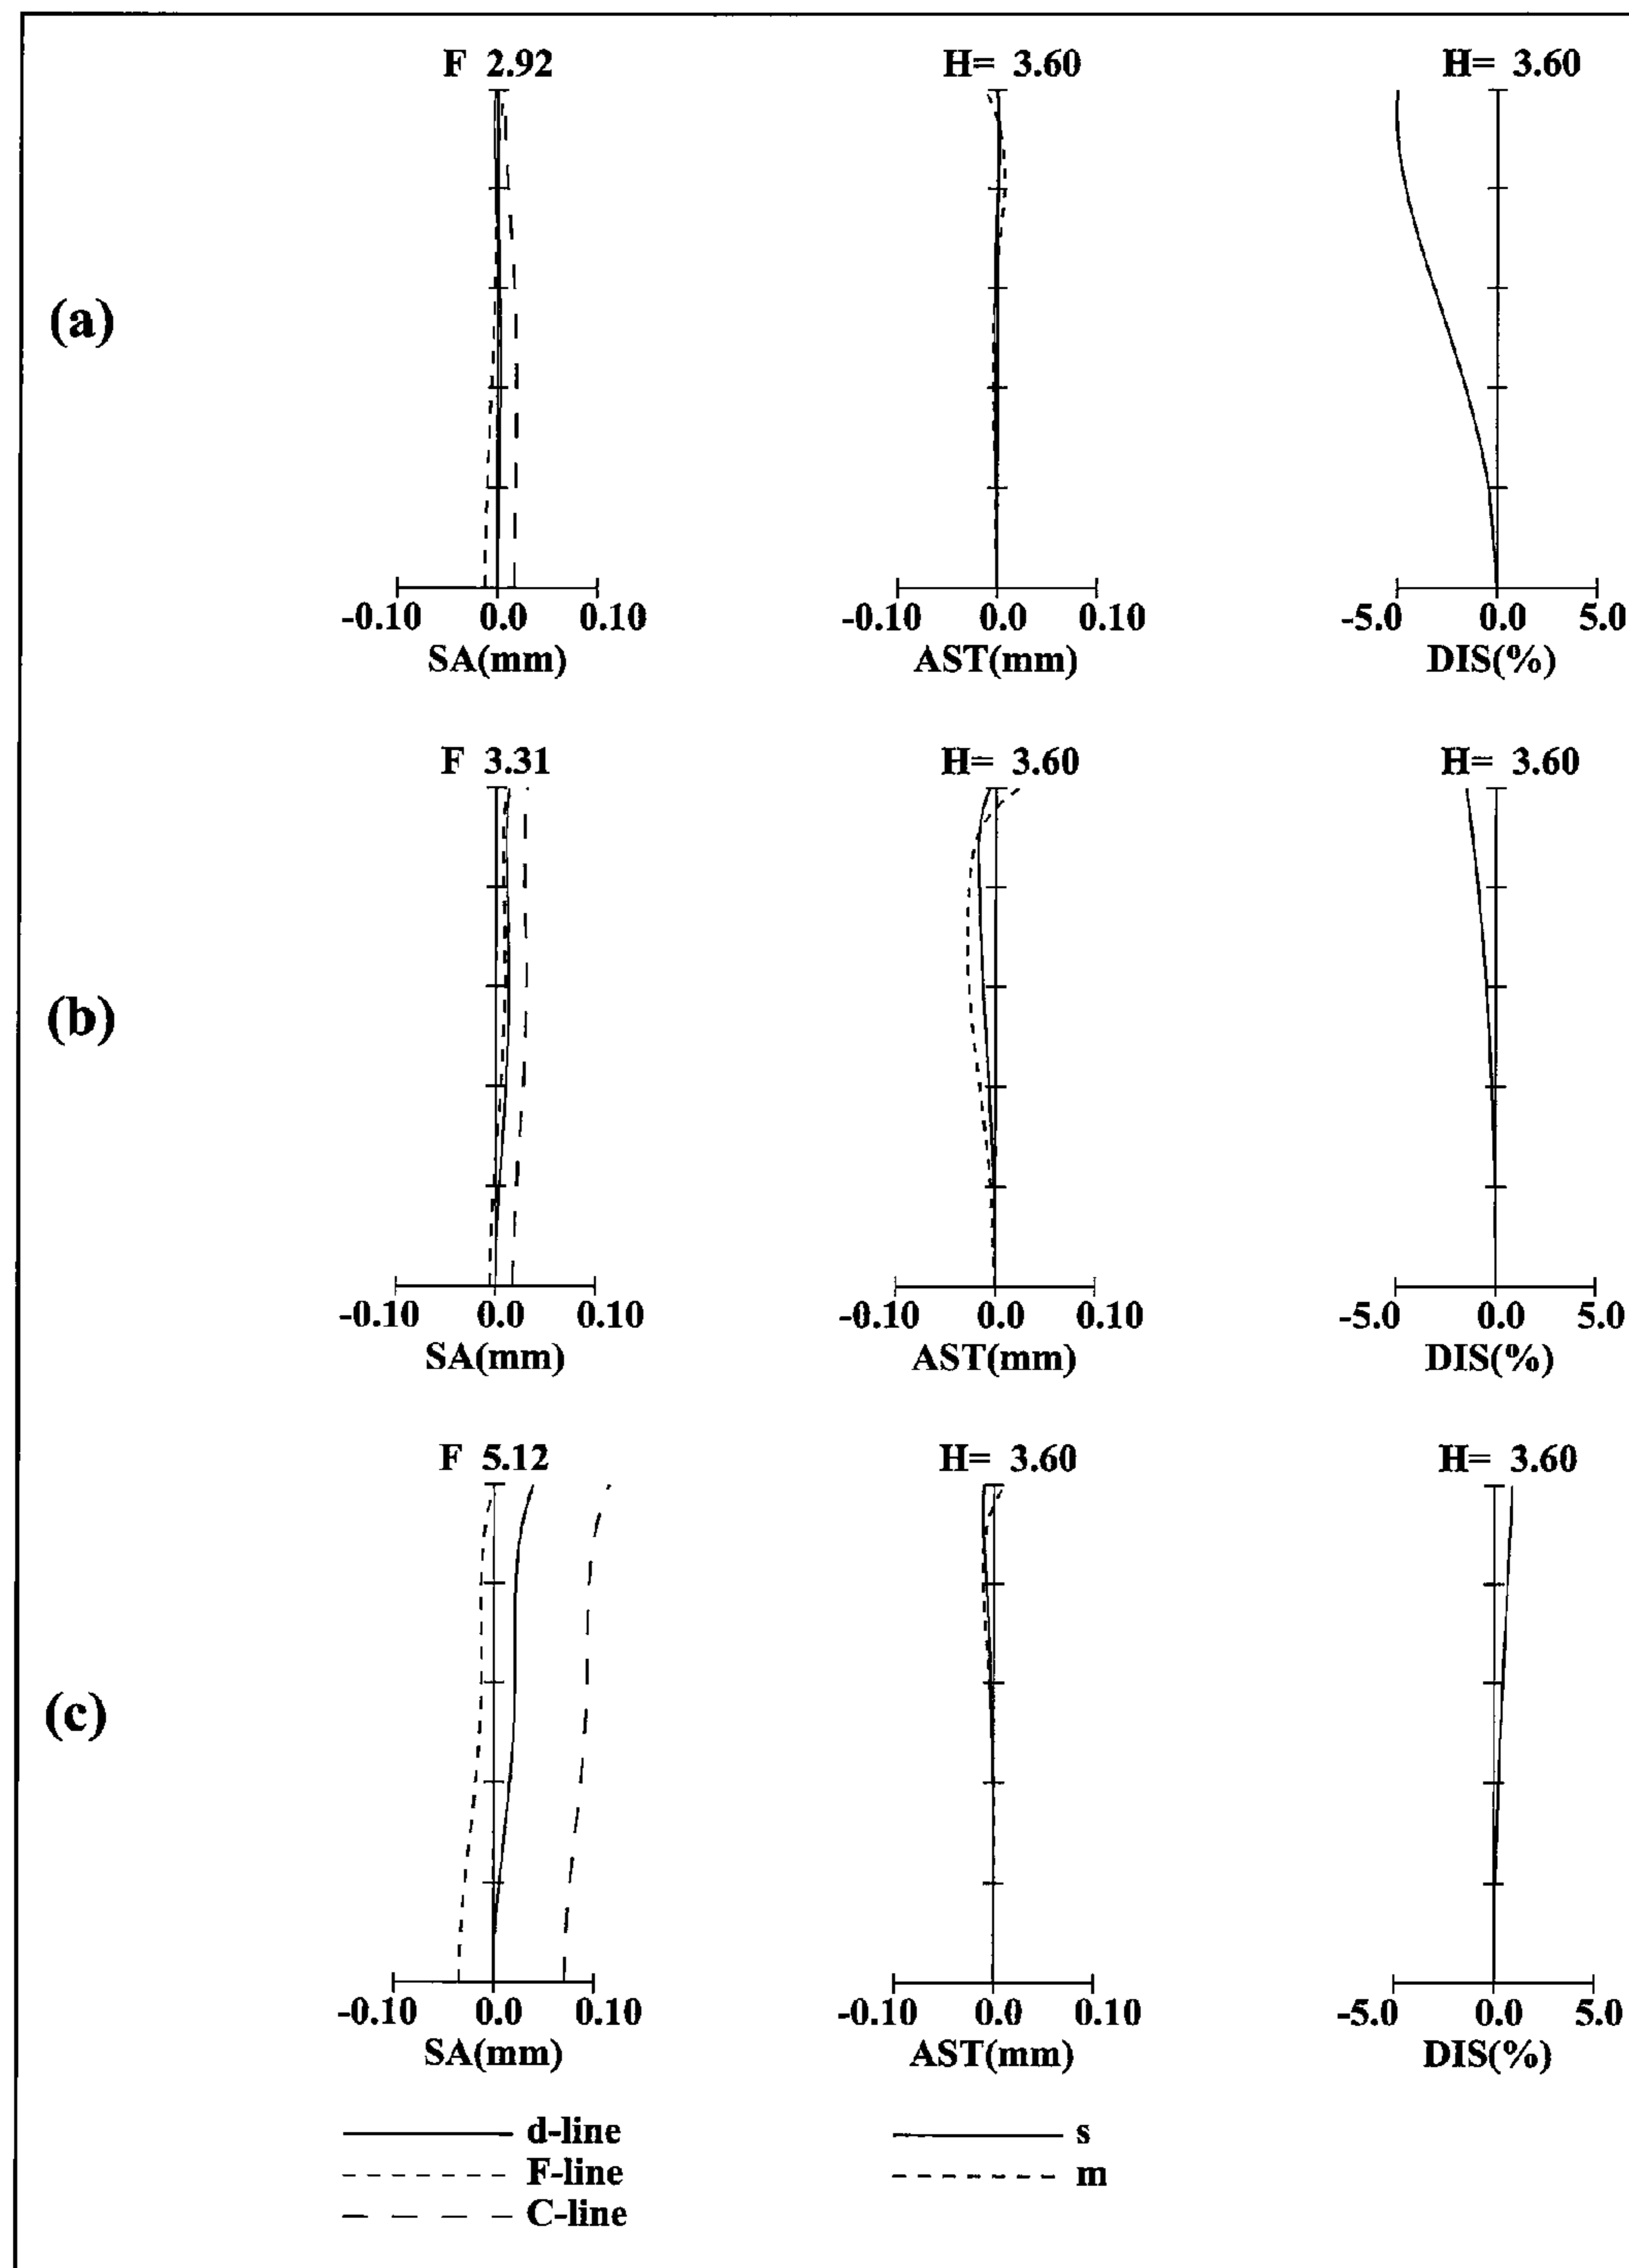 F 2.92 H= 3.60 H= 3.60
(a)
-0.10 0.0 0.10 -0.10 0.0 0.10 -5.0 0.0 5.0
SA(mm) AST(mm) DIS(%)
F 3.31 H= 3.60 H= 3.60
(b)
-0.10 0.0 0.10 -0.10 0.0 0.10 -5.0 0.0 5.0
SA(mm) AST(mm) DIS(%)
F 5.12 H= 3.60 H= 3.60
(c)
-0.10 0.0 0.10 -0.10 0.0 0.10 -5.0 0.0 5.0
SA(mm) AST(mm) DIS(%)
d-line s
F-line m
C-line